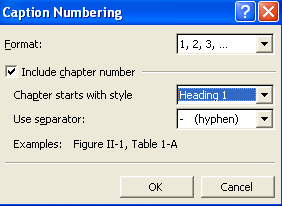 Caption Numbering
Format: 1, 2, 3, ...
Include chapter number
Chapter starts with style Heading 1
Use separator: - (hyphen)
Examples: Figure II-1, Table 1-A
OK Cancel